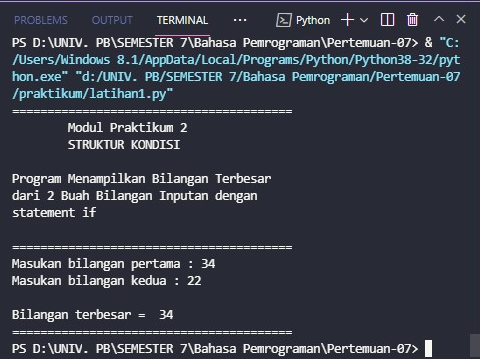 PROBLEMS OUTPUT TERMINAL ... Python
PS D:\UNIV. PB\SEMESTER 7\Bahasa Pemrograman\Pertemuan-07> & "C:
/Users/Windows 8.1/AppData/Local/Programs/Python/Python38-32/pyt
hon.exe" "d:/UNIV. PB/SEMESTER 7/Bahasa Pemrograman/Pertemuan-07
/praktikum/latihan1.py"
========================================
Modul Praktikum 2
STRUKTUR KONDISI
Program Menampilkan Bilangan Terbesar
dari 2 Buah Bilangan Inputan dengan
statement if
========================================
Masukan bilangan pertama : 34
Masukan bilangan kedua : 22
Bilangan terbesar =  34
========================================
PS D:\UNIV. PB\SEMESTER 7\Bahasa Pemrograman\Pertemuan-07>